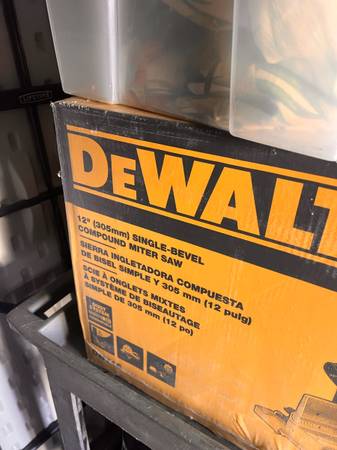 LIFETIME
DEWALT
12" (305mm) SINGLE-BEVEL
COMPOUND MITER SAW
SIERRA INGLETADORA COMPUESTA
DE BISEL SIMPLE Y 305 mm (12 pulg)
SCIE À ONGLETS MIXTES
À SYSTÈME DE BISEAUTAGE
SIMPLE DE 305 mm (12 po)